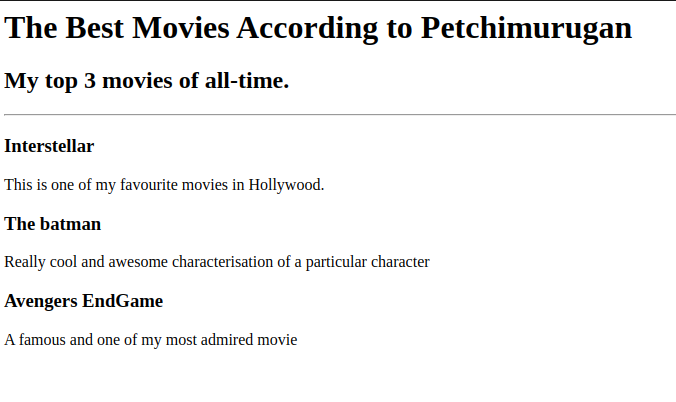 The Best Movies According to Petchimurugan
My top 3 movies of all-time.
Interstellar
This is one of my favourite movies in Hollywood.
The batman
Really cool and awesome characterisation of a particular character
Avengers EndGame
A famous and one of my most admired movie